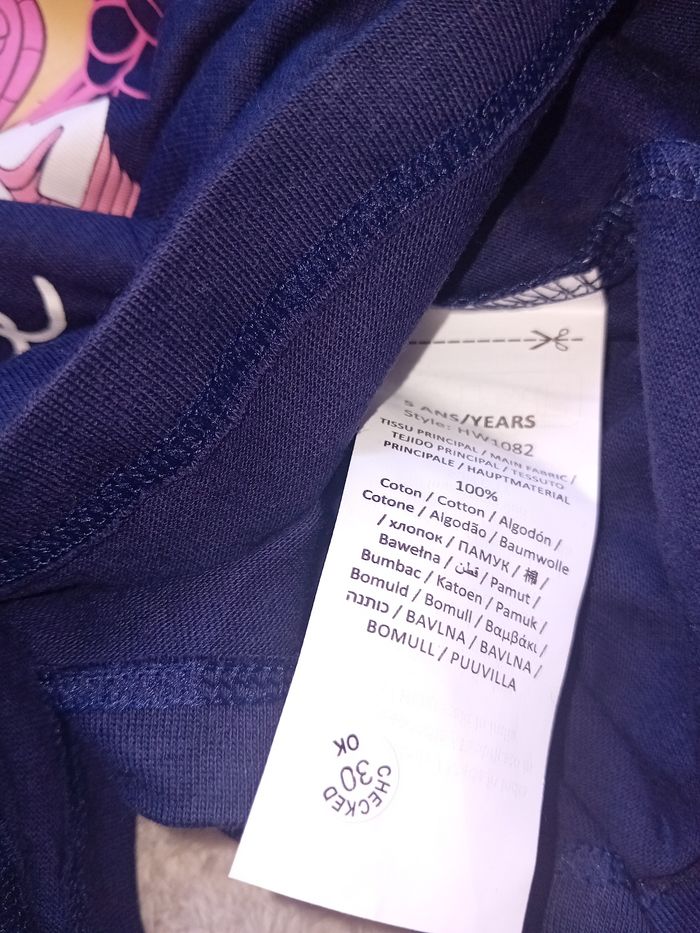 5 ANS/YEARS
Style: HW1082
TISSU PRINCIPAL / MAIN FABRIC /
TEJIDO PRINCIPAL / TESSUTO
PRINCIPALE / HAUPTMATERIAL
100%
Coton / Cotton / Algodón /
Cotone / Algodão / Baumwolle
/ хлопок / ПАМУК / 棉 /
Bawełna / قطن / Pamut /
Bumbac / Katoen / Pamuk /
Bomuld / Bomull / Βαμβάκι /
כותנה / BAVLNA / BAVLNA /
BOMULL / PUUVILLA
CHECKED
30
OK